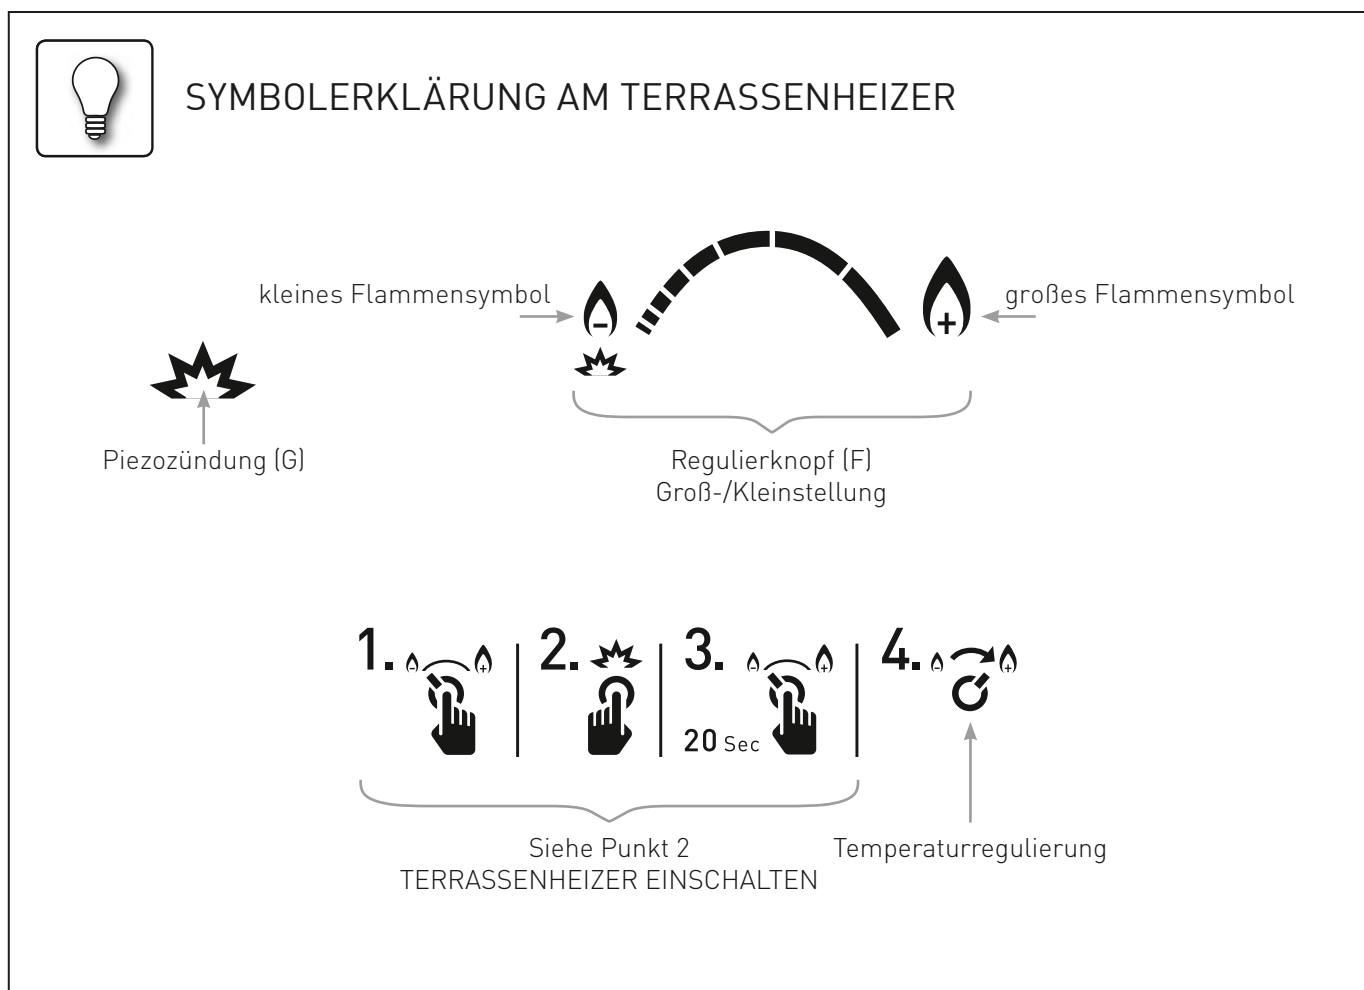 SYMBOLERKLÄRUNG AM TERRASSENHEIZER
kleines Flammensymbol
großes Flammensymbol
- +
Piezozündung (G)
Regulierknopf (F)
Groß-/Kleinstellung
1. - +
2.
3. - +
20 Sec
4. - +
Siehe Punkt 2
TERRASSENHEIZER EINSCHALTEN
Temperaturregulierung